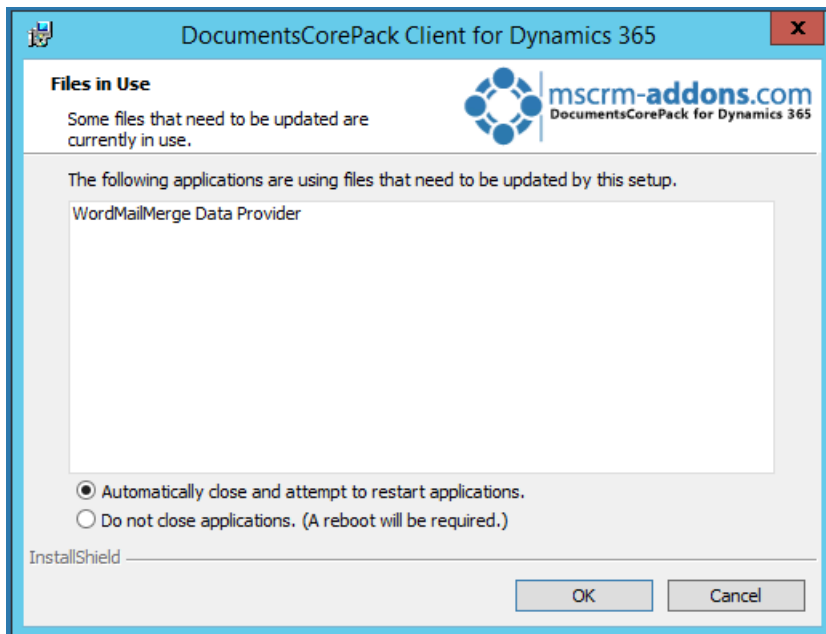 DocumentsCorePack Client for Dynamics 365
x
Files in Use
Some files that need to be updated are
currently in use.
mscrm-addons.com
DocumentsCorePack for Dynamics 365
The following applications are using files that need to be updated by this setup.
WordMailMerge Data Provider
Automatically close and attempt to restart applications.
Do not close applications. (A reboot will be required.)
InstallShield
OK
Cancel